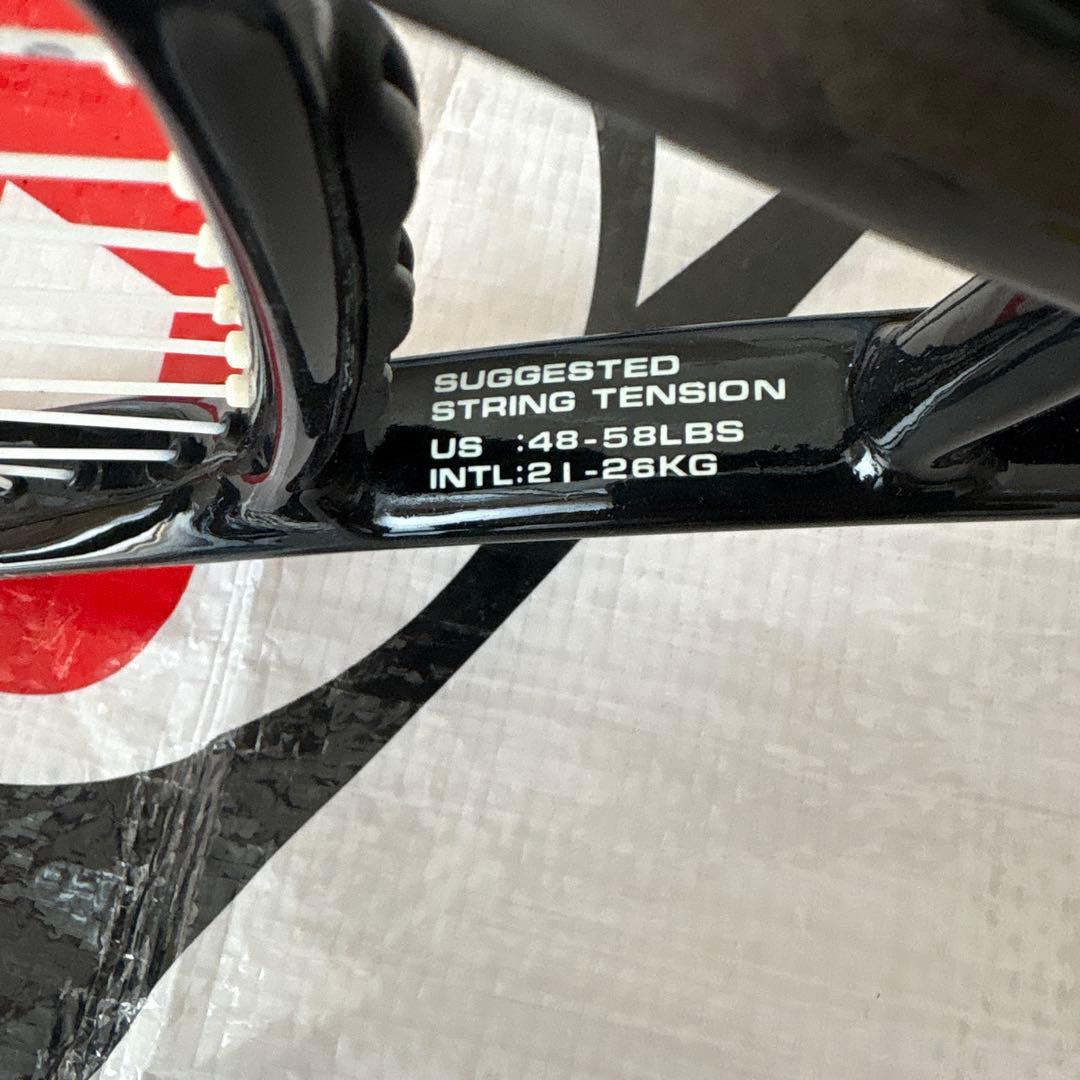 SUGGESTED
STRING TENSION
US :48-58LBS
INTL:21-26KG